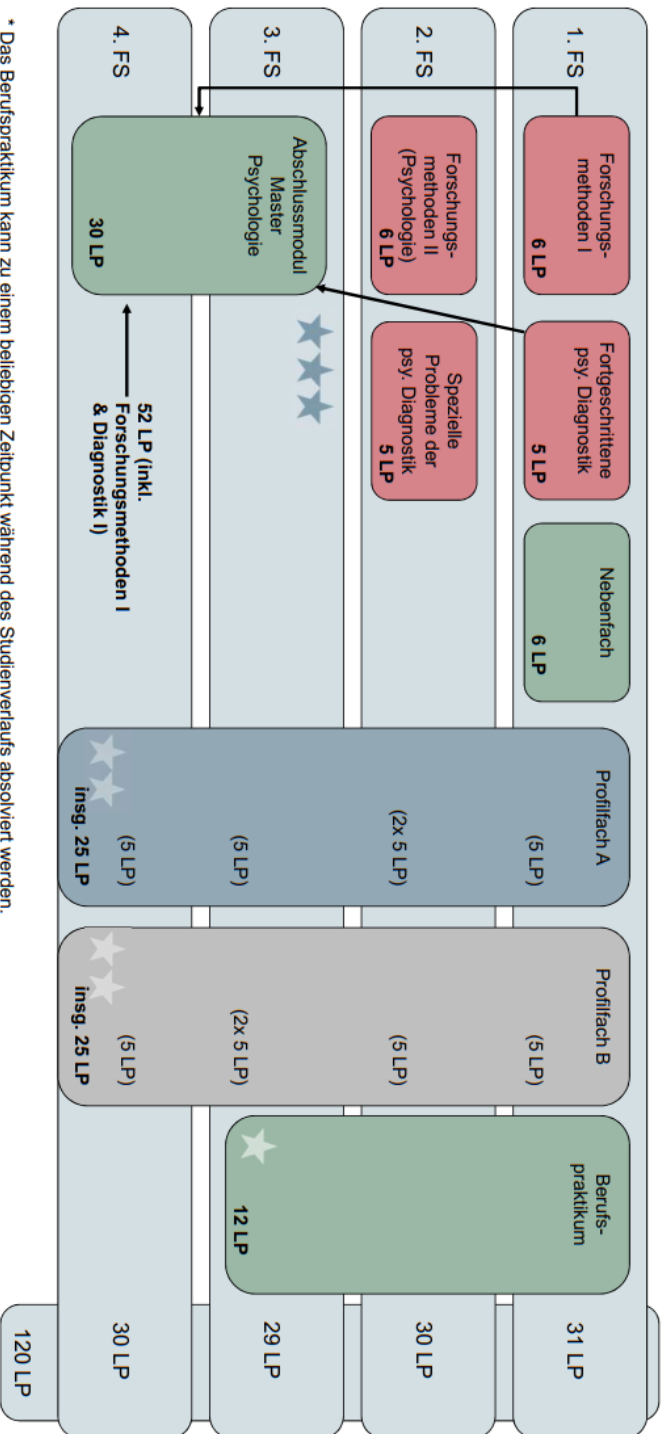 1. FS
Forschungs-
methoden I
6 LP
Fortgeschrittene
psy. Diagnostik
5 LP
Nebenfach
6 LP
Profilfach A
(5 LP)
(2x 5 LP)
(5 LP)
(5 LP)
insg. 25 LP
Profilfach B
(5 LP)
(5 LP)
(2x 5 LP)
(5 LP)
insg. 25 LP
Berufs-
praktikum
12 LP
31 LP
2. FS
Forschungs-
methoden II
(Psychologie)
6 LP
Spezielle
Probleme der
psy. Diagnostik
5 LP
30 LP
3. FS
Abschlussmodul
Master
Psychologie
30 LP
29 LP
4. FS
52 LP (inkl.
Forschungsmethoden I
& Diagnostik I)
30 LP
120 LP
* Das Berufspraktikum kann zu einem beliebigen Zeitpunkt während des Studienverlaufs absolviert werden.